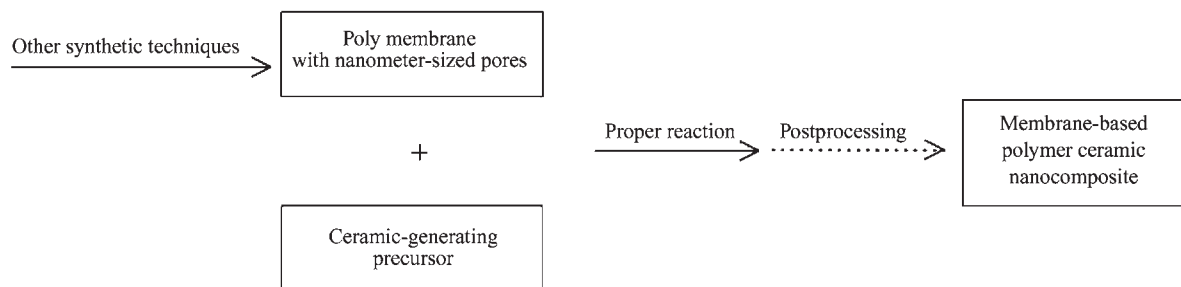 Other synthetic techniques
Poly membrane
with nanometer-sized pores
+
Ceramic-generating
precursor
Proper reaction
Postprocessing
Membrane-based
polymer ceramic
nanocomposite